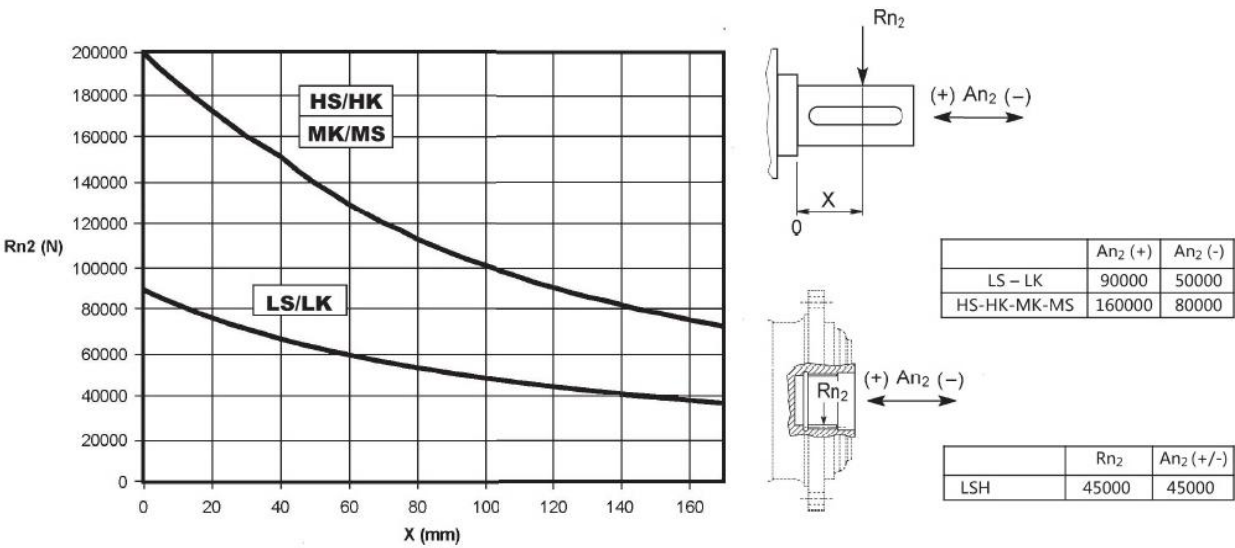 200000
180000
160000
140000
120000
100000
80000
60000
40000
20000
0
Rn2 (N)
HS/HK
MK/MS
LS/LK
0 20 40 60 80 100 120 140 160
X (mm)
Rn2
(+) An2 (−)
X
0
An2 (+) An2 (-)
LS – LK 90000 50000
HS-HK-MK-MS 160000 80000
Rn2
(+) An2 (−)
Rn2 An2 (+/-)
LSH 45000 45000